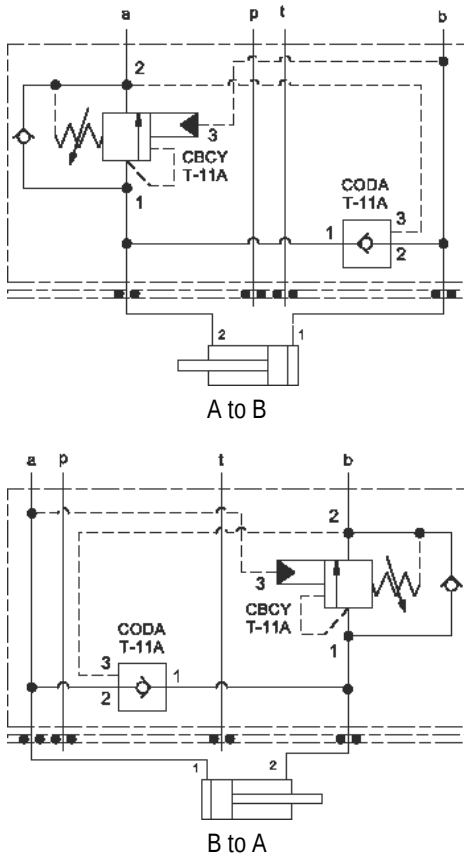 a p t b
2
3
CBCY
T-11A
1
CODA
T-11A
3
1
2
2 1
A to B
a p t b
2
3
CBCY
T-11A
1
CODA
T-11A
3
1
2
1 2
B to A